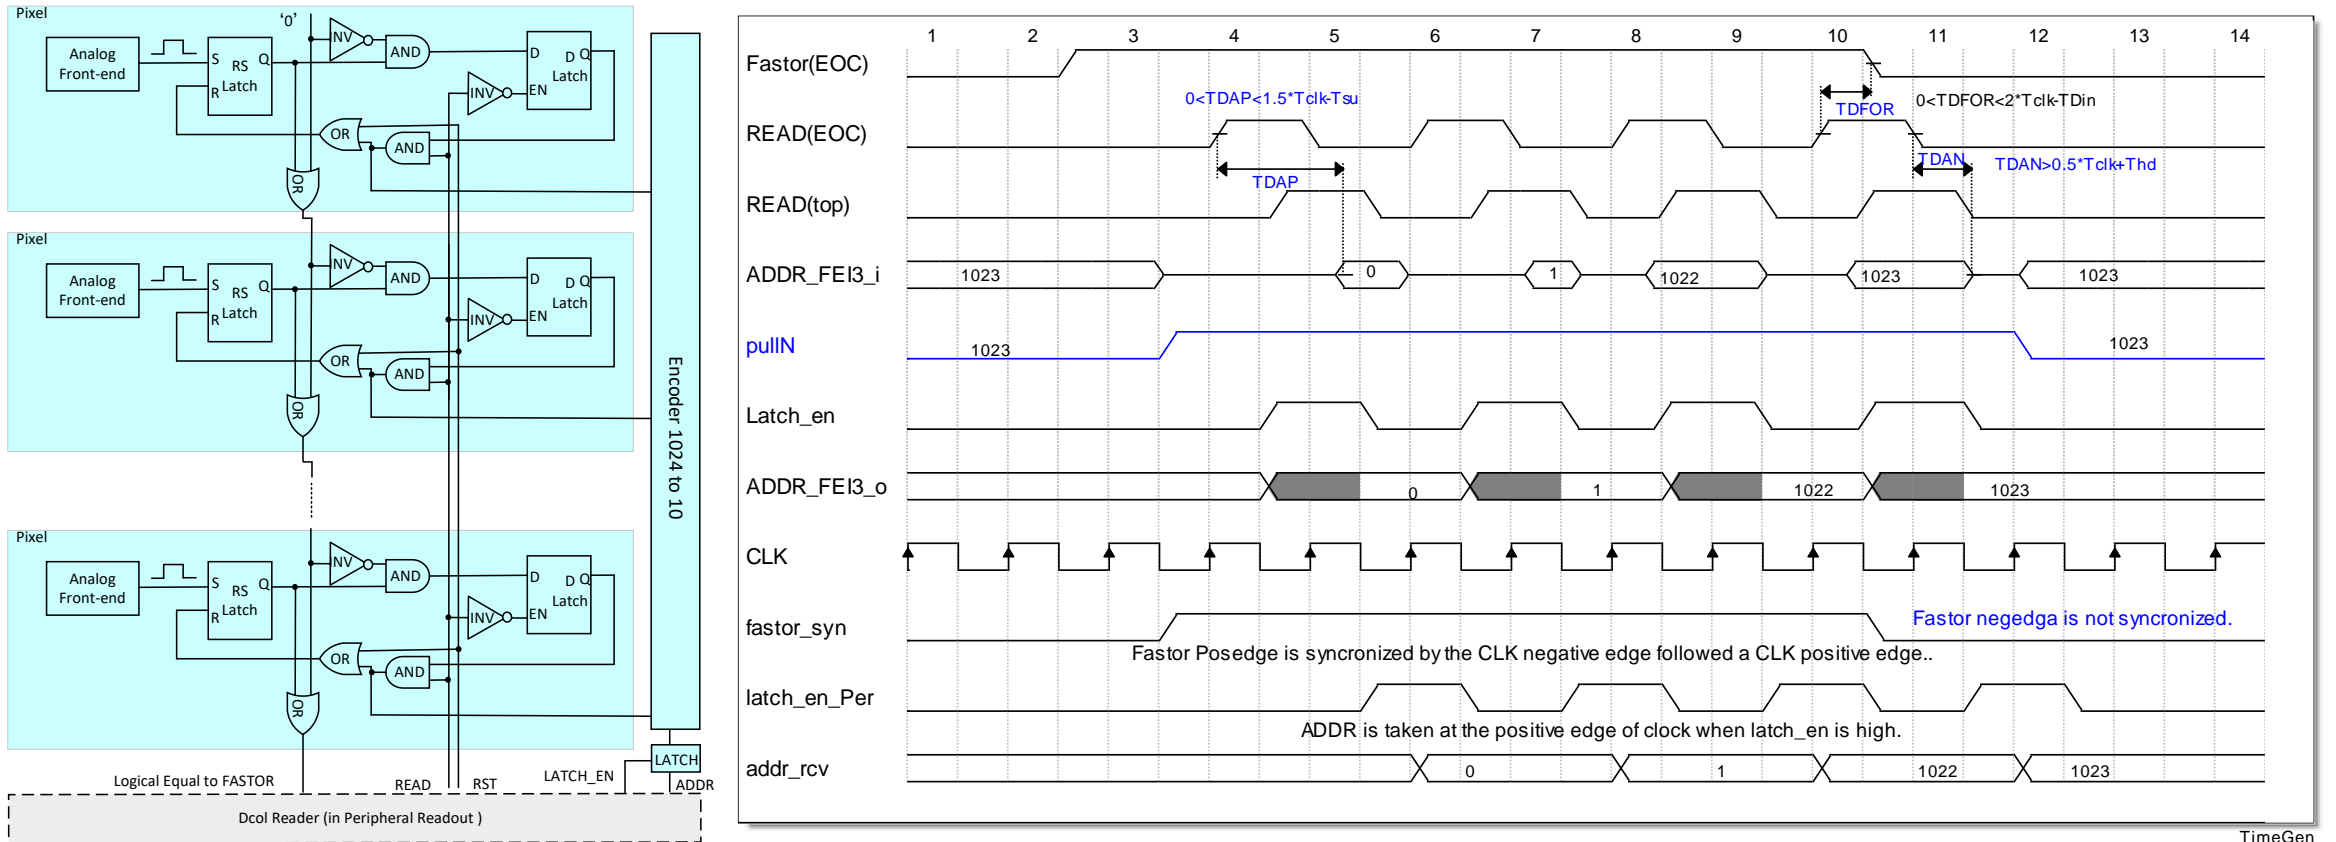 Pixel
'0'
INV
AND
D
D Q
Latch
EN
INV
Analog
Front-end
S
Q
RS
Latch
R
OR
AND
OR
Pixel
INV
AND
D
D Q
Latch
EN
INV
Analog
Front-end
S
Q
RS
Latch
R
OR
AND
OR
Pixel
INV
AND
D
D Q
Latch
EN
INV
Analog
Front-end
S
Q
RS
Latch
R
OR
AND
OR
Encoder 1024 to 10
LATCH
Logical Equal to FASTOR
READ
RST
LATCH_EN
ADDR
Dcol Reader (in Peripheral Readout )
1 2 3 4 5 6 7 8 9 10 11 12 13 14
Fastor(EOC)
0<TDAP<1.5*Tclk-Tsu
TDFOR
0<TDFOR<2*Tclk-TDin
READ(EOC)
TDAP
TDAN
TDAN>0.5*Tclk+Thd
READ(top)
ADDR_FEI3_i
1023 0 1 1022 1023 1023
pullN
1023 1023
Latch_en
ADDR_FEI3_o
0 1 1022 1023
CLK
fastor_syn
Fastor negedga is not syncronized.
Fastor Posedge is syncronized by the CLK negative edge followed a CLK positive edge..
latch_en_Per
ADDR is taken at the positive edge of clock when latch_en is high.
addr_rcv
0 1 1022 1023
TimeGen